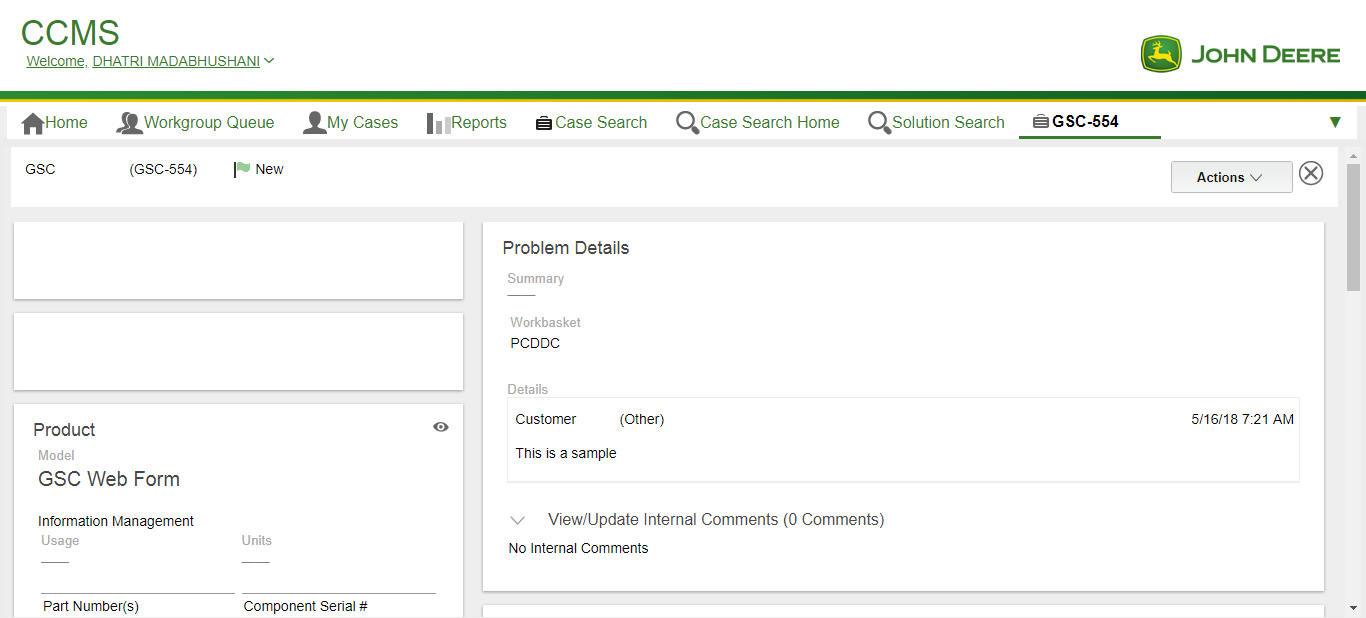 CCMS
Welcome, DHATRI MADABHUSHANI
JOHN DEERE
Home Workgroup Queue My Cases Reports Case Search Case Search Home Solution Search GSC-554
GSC (GSC-554) New
Actions
Problem Details
Summary
Workbasket
PCDDC
Details
Customer (Other) 5/16/18 7:21 AM
This is a sample
View/Update Internal Comments (0 Comments)
No Internal Comments
Product
Model
GSC Web Form
Information Management
Usage Units
Part Number(s) Component Serial #